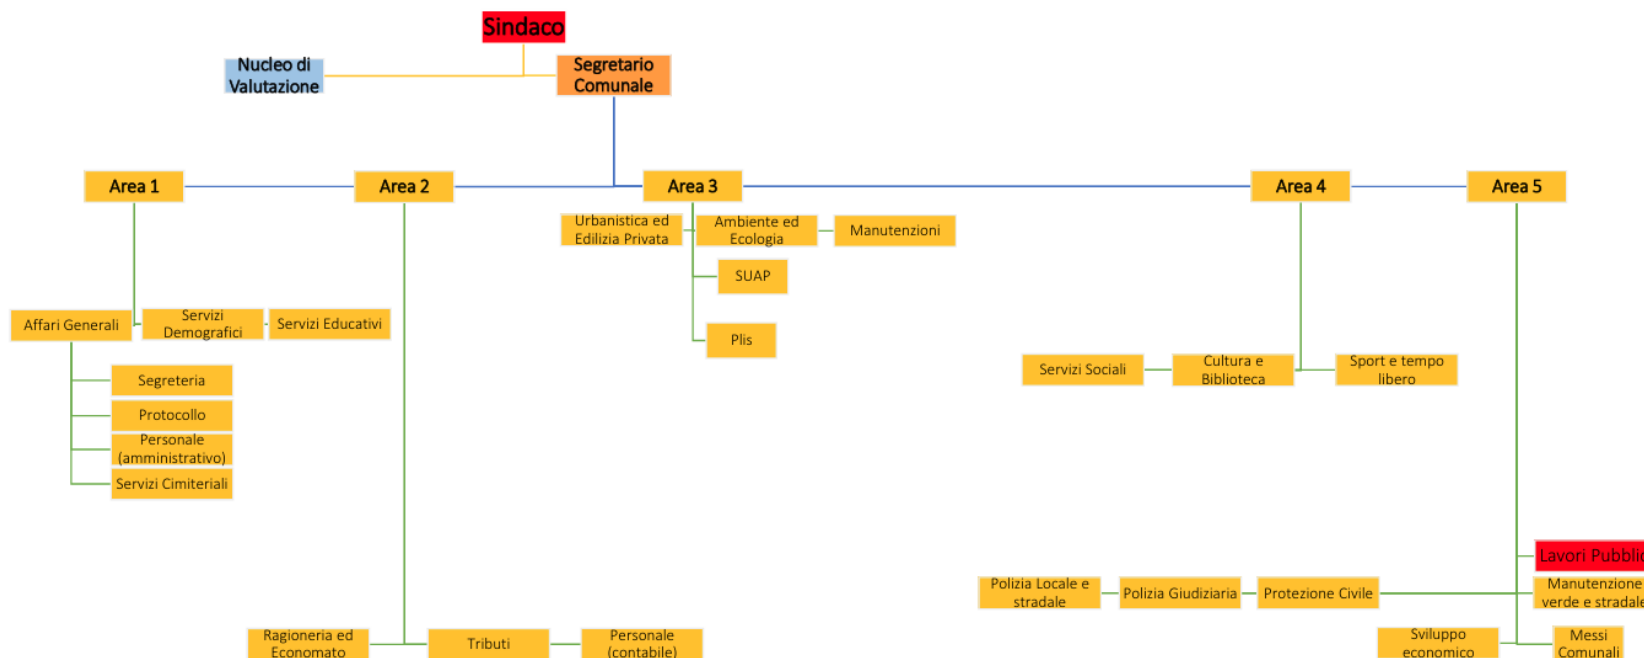 Sindaco
Nucleo di
Valutazione
Segretario
Comunale
Area 1
Area 2
Area 3
Area 4
Area 5
Urbanistica ed
Edilizia Privata
Ambiente ed
Ecologia
Manutenzioni
SUAP
Plis
Affari Generali
Servizi
Demografici
Servizi Educativi
Segreteria
Protocollo
Personale
(amministrativo)
Servizi Cimiteriali
Servizi Sociali
Cultura e
Biblioteca
Sport e tempo
libero
Lavori Pubblic
Polizia Locale e
stradale
Polizia Giudiziaria
Protezione Civile
Manutenzione
verde e stradale
Ragioneria ed
Economato
Tributi
Personale
(contabile)
Sviluppo
economico
Messi
Comunali